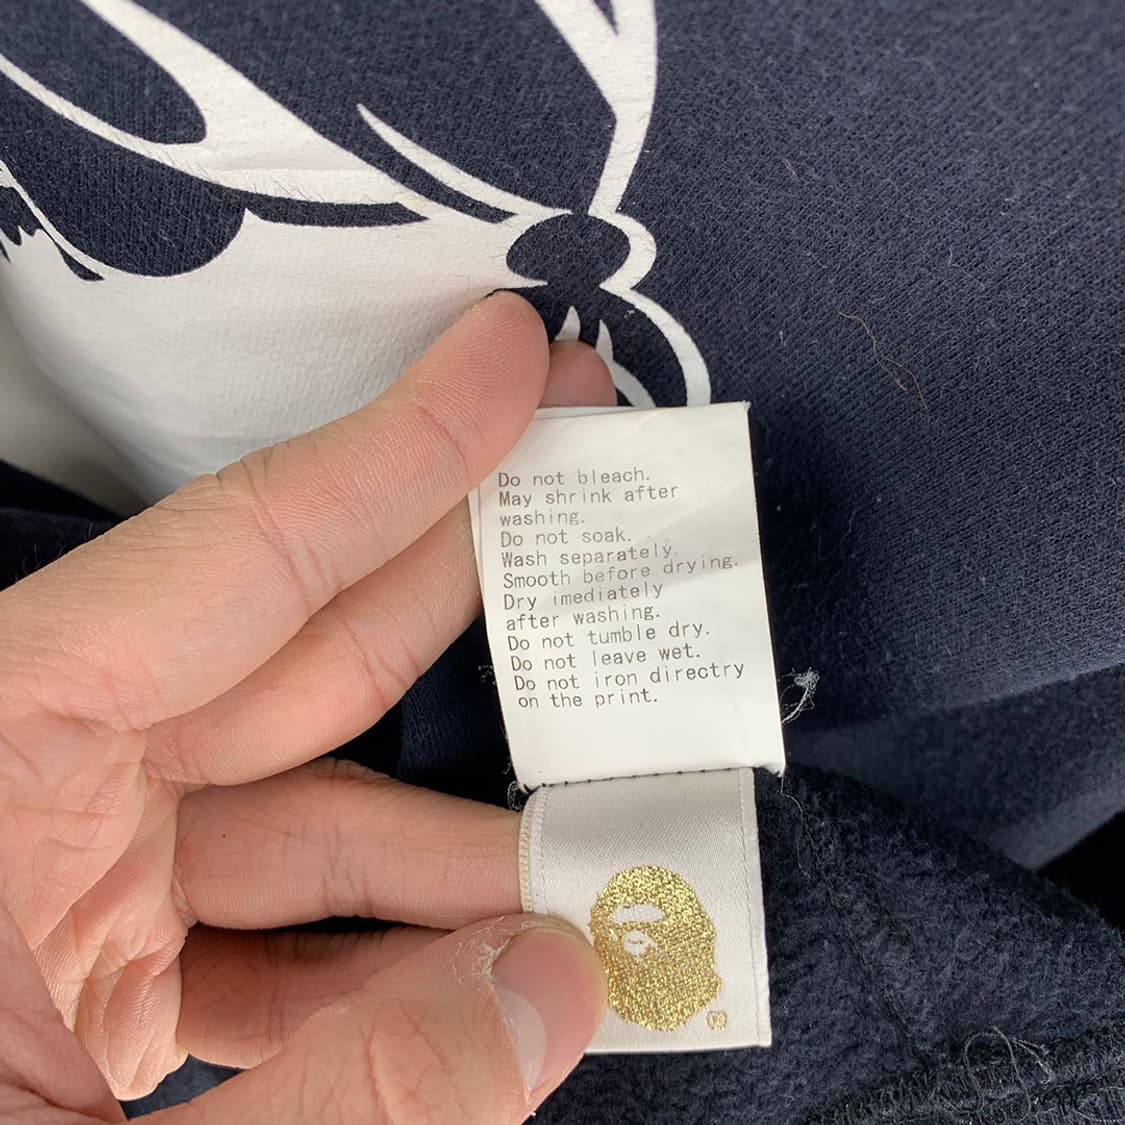 Do not bleach.
May shrink after
washing.
Do not soak.
Wash separately.
Smooth before drying.
Dry imediately
after washing.
Do not tumble dry.
Do not leave wet.
Do not iron directry
on the print.
®